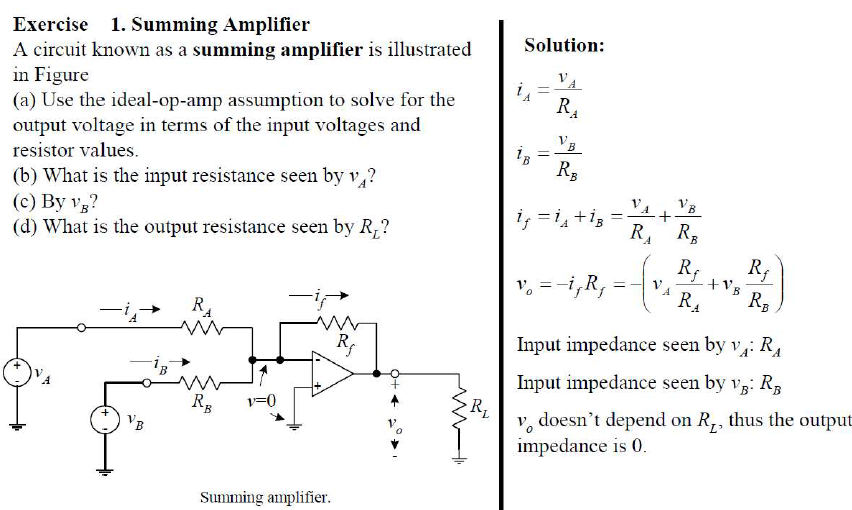 Exercise 1. Summing Amplifier
A circuit known as a summing amplifier is illustrated
in Figure
(a) Use the ideal-op-amp assumption to solve for the
output voltage in terms of the input voltages and
resistor values.
(b) What is the input resistance seen by v_A?
(c) By v_B?
(d) What is the output resistance seen by R_L?
i_A
R_A
i_f
R_f
+
-
v_A
i_B
R_B
v=0
-
+
+
-
v_B
+
v_o
-
R_L
Summing amplifier.
Solution:
i_A = v_A / R_A
i_B = v_B / R_B
i_f = i_A + i_B = v_A / R_A + v_B / R_B
v_o = -i_f R_f = -( v_A R_f / R_A + v_B R_f / R_B )
Input impedance seen by v_A: R_A
Input impedance seen by v_B: R_B
v_o doesn't depend on R_L, thus the output
impedance is 0.